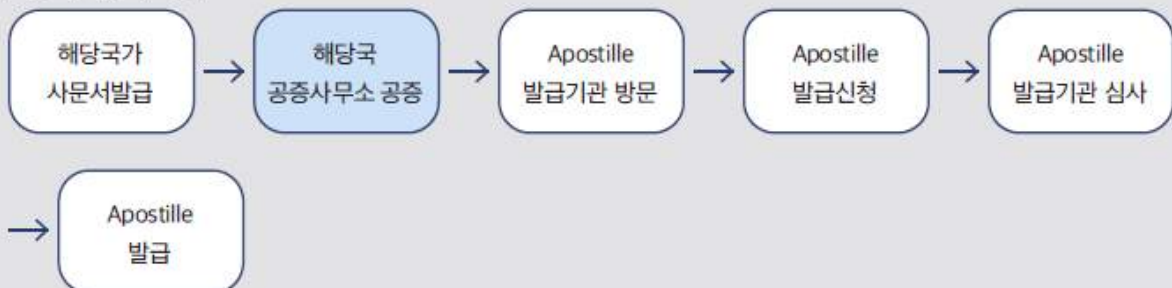 해당국가
사문서발급
해당국
공증사무소 공증
Apostille
발급기관 방문
Apostille
발급신청
Apostille
발급기관 심사
Apostille
발급